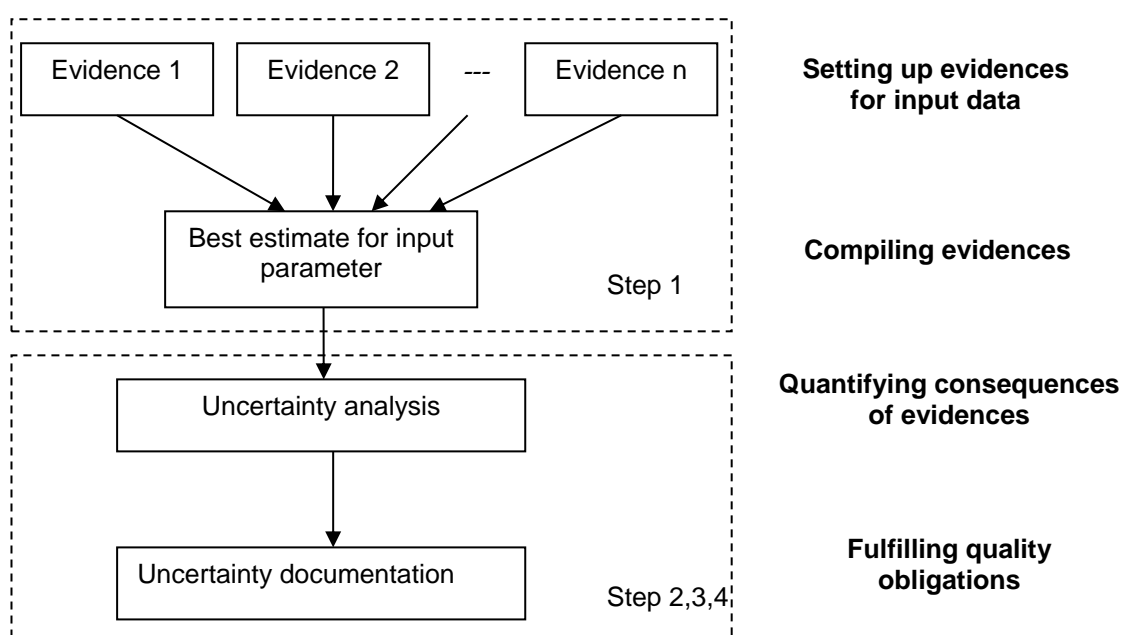 Evidence 1
Evidence 2
---
Evidence n
Setting up evidences
for input data
Best estimate for input
parameter
Step 1
Compiling evidences
Uncertainty analysis
Quantifying consequences
of evidences
Uncertainty documentation
Step 2,3,4
Fulfilling quality
obligations